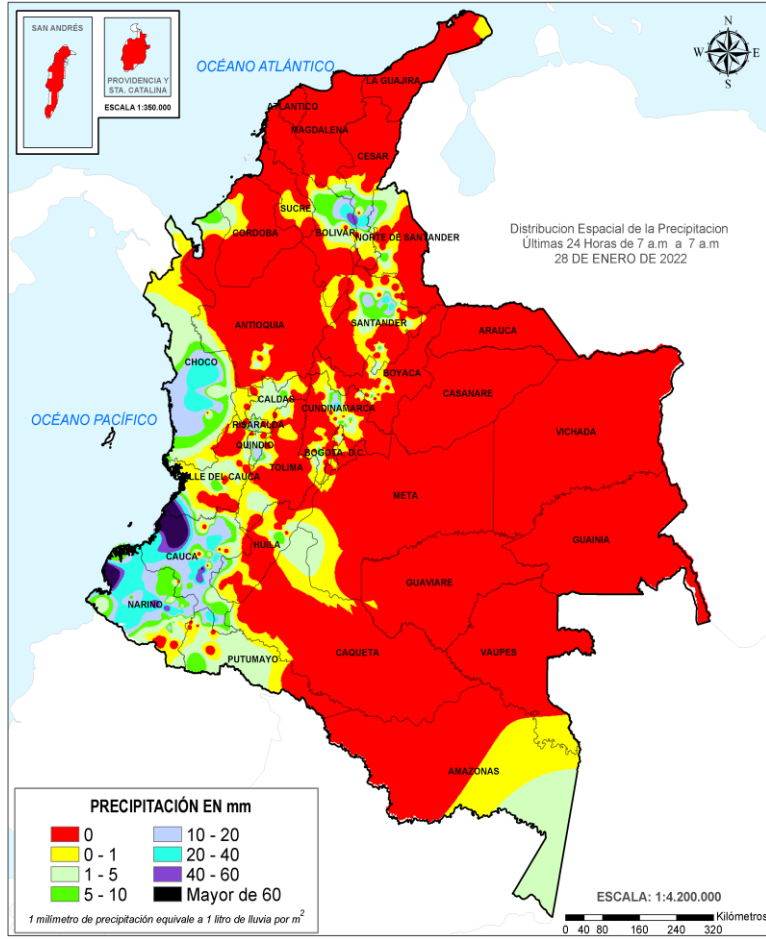 SAN ANDRÉS
PROVIDENCIA Y
STA. CATALINA
ESCALA 1:350.000
N
W
E
S
OCÉANO ATLÁNTICO
LA GUAJIRA
ATLANTICO
MAGDALENA
CESAR
SUCRE
CORDOBA
BOLIVAR
NORTE DE SANTANDER
Distribucion Espacial de la Precipitacion
Últimas 24 Horas de 7 a.m a 7 a.m
28 DE ENERO DE 2022
ANTIOQUIA
SANTANDER
ARAUCA
CHOCO
BOYACA
CASANARE
CALDAS
CUNDINAMARCA
OCÉANO PACÍFICO
RISARALDA
VICHADA
QUINDIO
BOGOTA, D.C.
TOLIMA
VALLE DEL CAUCA
META
GUAINIA
HUILA
CAUCA
GUAVIARE
NARIÑO
CAQUETA
VAUPES
PUTUMAYO
AMAZONAS
PRECIPITACIÓN EN mm
0
10 - 20
0 - 1
20 - 40
1 - 5
40 - 60
5 - 10
Mayor de 60
1 milímetro de precipitación equivale a 1 litro de lluvia por m2
ESCALA: 1:4.200.000
Kilómetros
0 40 80 160 240 320